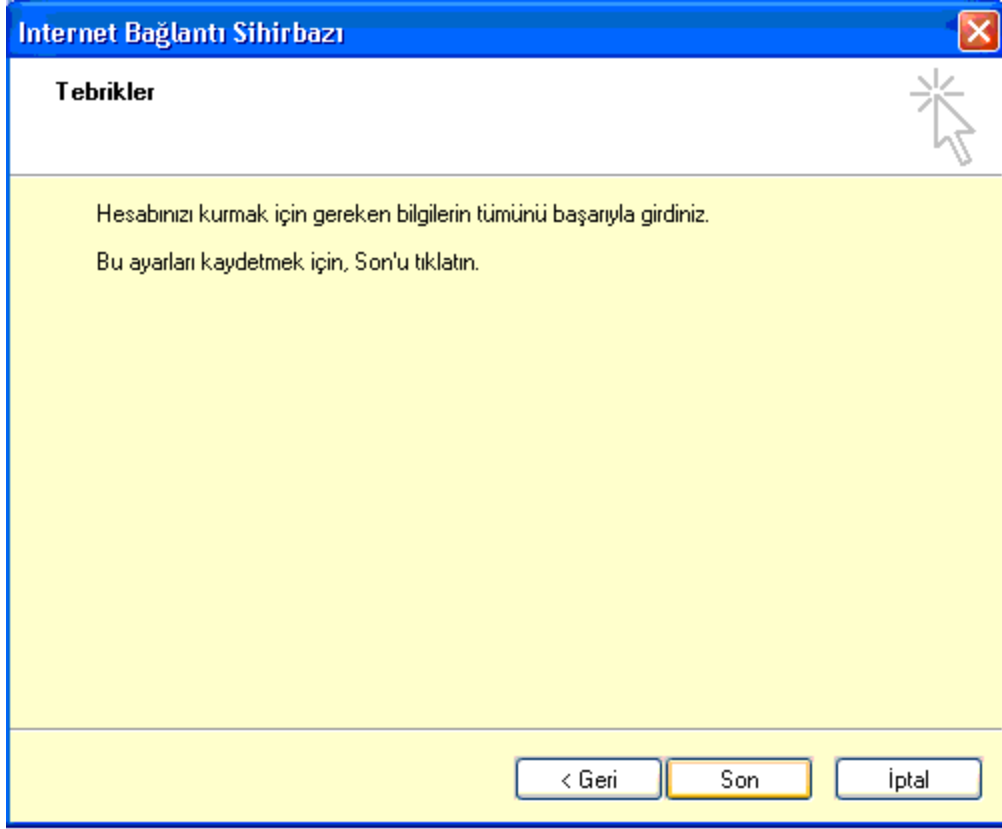 Internet Bağlantı Sihirbazı
Tebrikler
Hesabınızı kurmak için gereken bilgilerin tümünü başarıyla girdiniz.
Bu ayarları kaydetmek için, Son'u tıklatın.
< Geri Son İptal